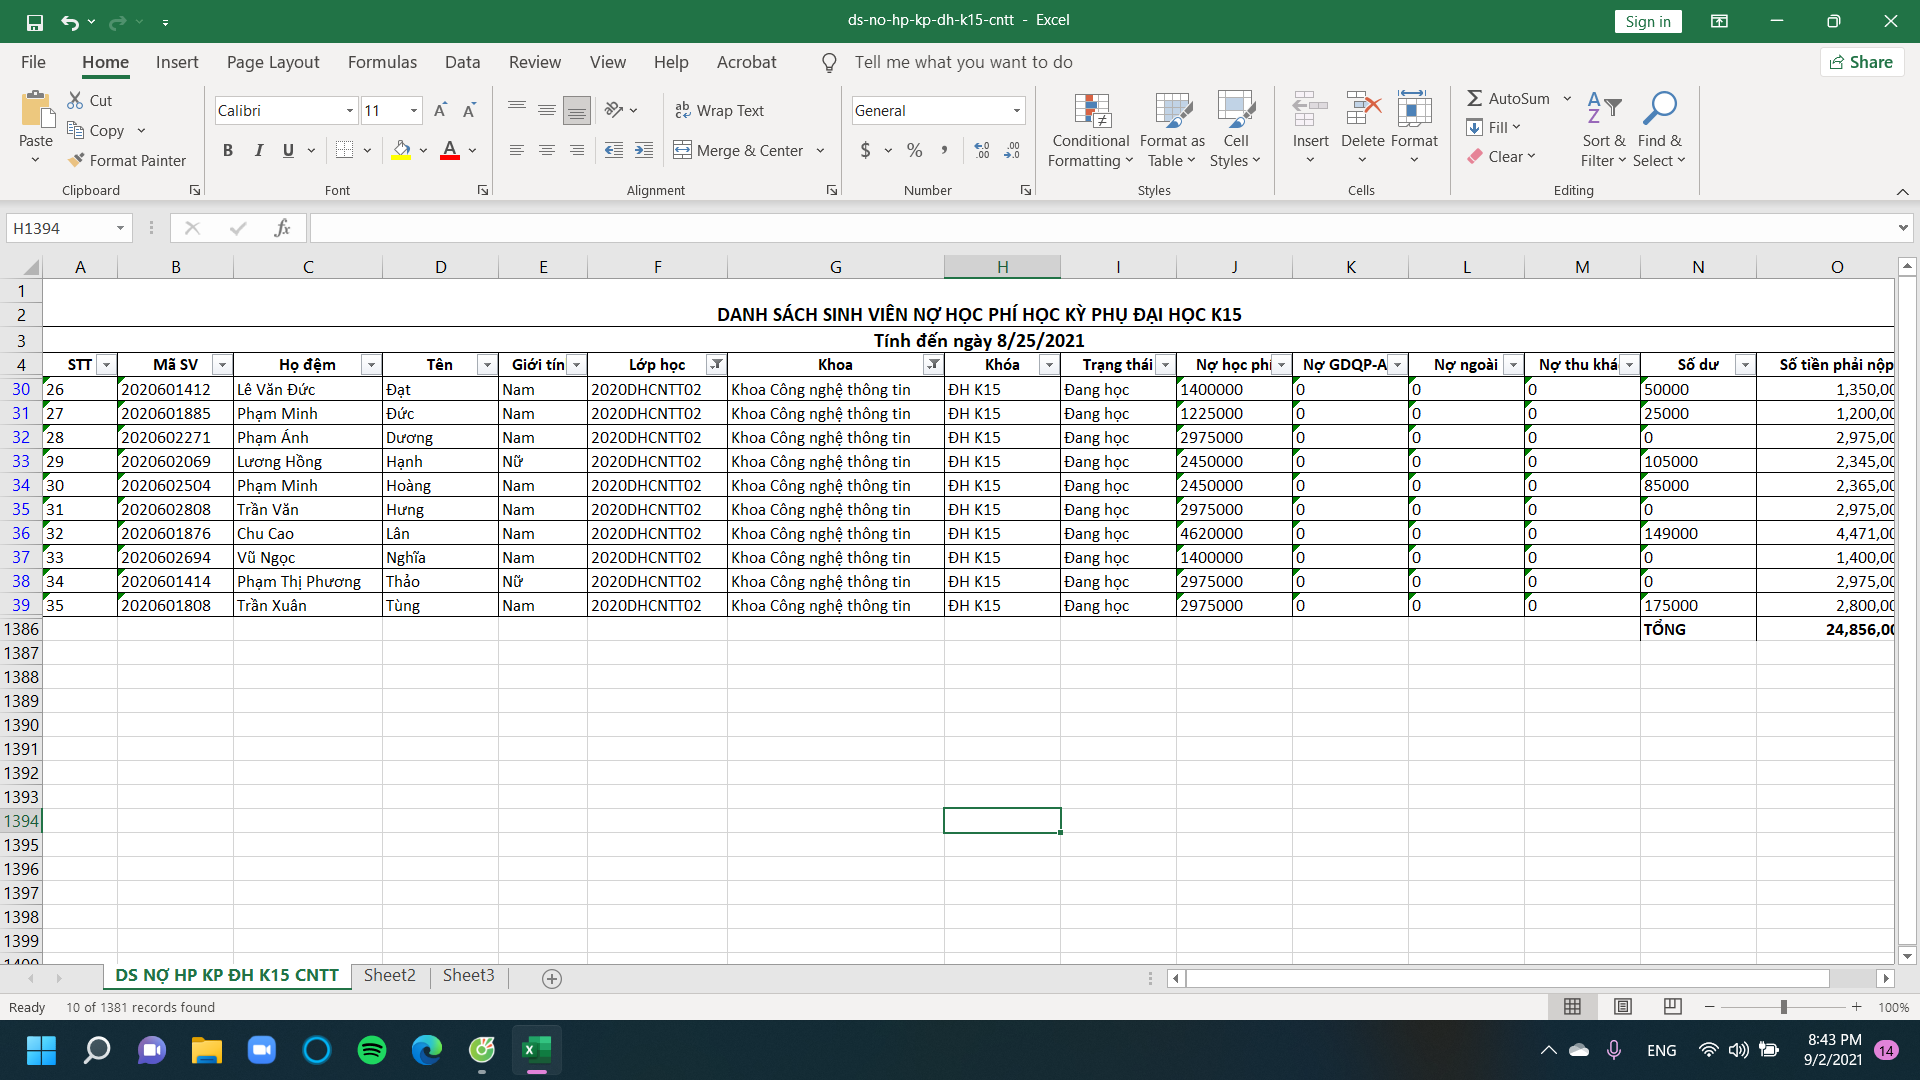 ds-no-hp-kp-dh-k15-cntt - Excel
Sign in
File Home Insert Page Layout Formulas Data Review View Help Acrobat Tell me what you want to do Share
Paste Cut Copy Format Painter Clipboard
Calibri 11 B I U A Font
Wrap Text Merge & Center Alignment
General $ % , Number
Conditional Formatting Format as Table Cell Styles Styles
Insert Delete Format Cells
AutoSum Fill Clear Sort & Filter Find & Select Editing
H1394 fx
A B C D E F G H I J K L M N O
1
2 DANH SÁCH SINH VIÊN NỢ HỌC PHÍ HỌC KỲ PHỤ ĐẠI HỌC K15
3 Tính đến ngày 8/25/2021
4 STT Mã SV Họ đệm Tên Giới tín Lớp học Khoa Khóa Trạng thái Nợ học phí Nợ GDQP-A Nợ ngoài Nợ thu khá Số dư Số tiền phải nộp
30 26 2020601412 Lê Văn Đức Đạt Nam 2020DHCNTT02 Khoa Công nghệ thông tin ĐH K15 Đang học 1400000 0 0 0 50000 1,350,00
31 27 2020601885 Phạm Minh Đức Nam 2020DHCNTT02 Khoa Công nghệ thông tin ĐH K15 Đang học 1225000 0 0 0 25000 1,200,00
32 28 2020602271 Phạm Ánh Dương Nam 2020DHCNTT02 Khoa Công nghệ thông tin ĐH K15 Đang học 2975000 0 0 0 0 2,975,00
33 29 2020602069 Lương Hồng Hạnh Nữ 2020DHCNTT02 Khoa Công nghệ thông tin ĐH K15 Đang học 2450000 0 0 0 105000 2,345,00
34 30 2020602504 Phạm Minh Hoàng Nam 2020DHCNTT02 Khoa Công nghệ thông tin ĐH K15 Đang học 2450000 0 0 0 85000 2,365,00
35 31 2020602808 Trần Văn Hưng Nam 2020DHCNTT02 Khoa Công nghệ thông tin ĐH K15 Đang học 2975000 0 0 0 0 2,975,00
36 32 2020601876 Chu Cao Lân Nam 2020DHCNTT02 Khoa Công nghệ thông tin ĐH K15 Đang học 4620000 0 0 0 149000 4,471,00
37 33 2020602694 Vũ Ngọc Nghĩa Nam 2020DHCNTT02 Khoa Công nghệ thông tin ĐH K15 Đang học 1400000 0 0 0 0 1,400,00
38 34 2020601414 Phạm Thị Phương Thảo Nữ 2020DHCNTT02 Khoa Công nghệ thông tin ĐH K15 Đang học 2975000 0 0 0 0 2,975,00
39 35 2020601808 Trần Xuân Tùng Nam 2020DHCNTT02 Khoa Công nghệ thông tin ĐH K15 Đang học 2975000 0 0 0 175000 2,800,00
1386 TỔNG 24,856,00
1387
1388
1389
1390
1391
1392
1393
1394
1395
1396
1397
1398
1399
1400
DS NỢ HP KP ĐH K15 CNTT Sheet2 Sheet3
Ready 10 of 1381 records found 100%
ENG 8:43 PM 14
9/2/2021